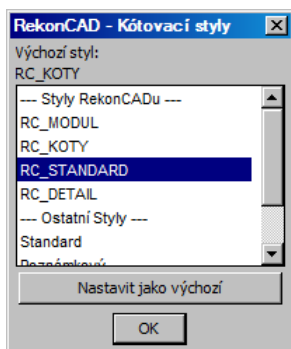 RekonCAD - Kótovací styly
Výchozí styl:
RC_KOTY
--- Styly RekonCADu ---
RC_MODUL
RC_KOTY
RC_STANDARD
RC_DETAIL
--- Ostatní Styly ---
Standard
Poznámkový
Nastavit jako výchozí
OK